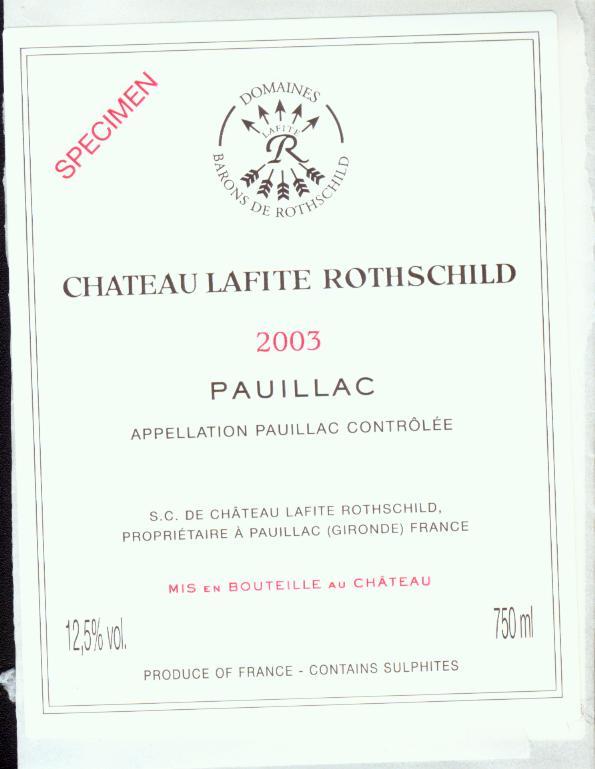 SPECIMEN
DOMAINES
LAFITE
R
BARONS DE ROTHSCHILD
CHATEAU LAFITE ROTHSCHILD
2003
PAUILLAC
APPELLATION PAUILLAC CONTRÔLÉE
S.C. DE CHÂTEAU LAFITE ROTHSCHILD,
PROPRIÉTAIRE À PAUILLAC (GIRONDE) FRANCE
MIS EN BOUTEILLE AU CHÂTEAU
12,5% vol.
750 ml
PRODUCE OF FRANCE - CONTAINS SULPHITES